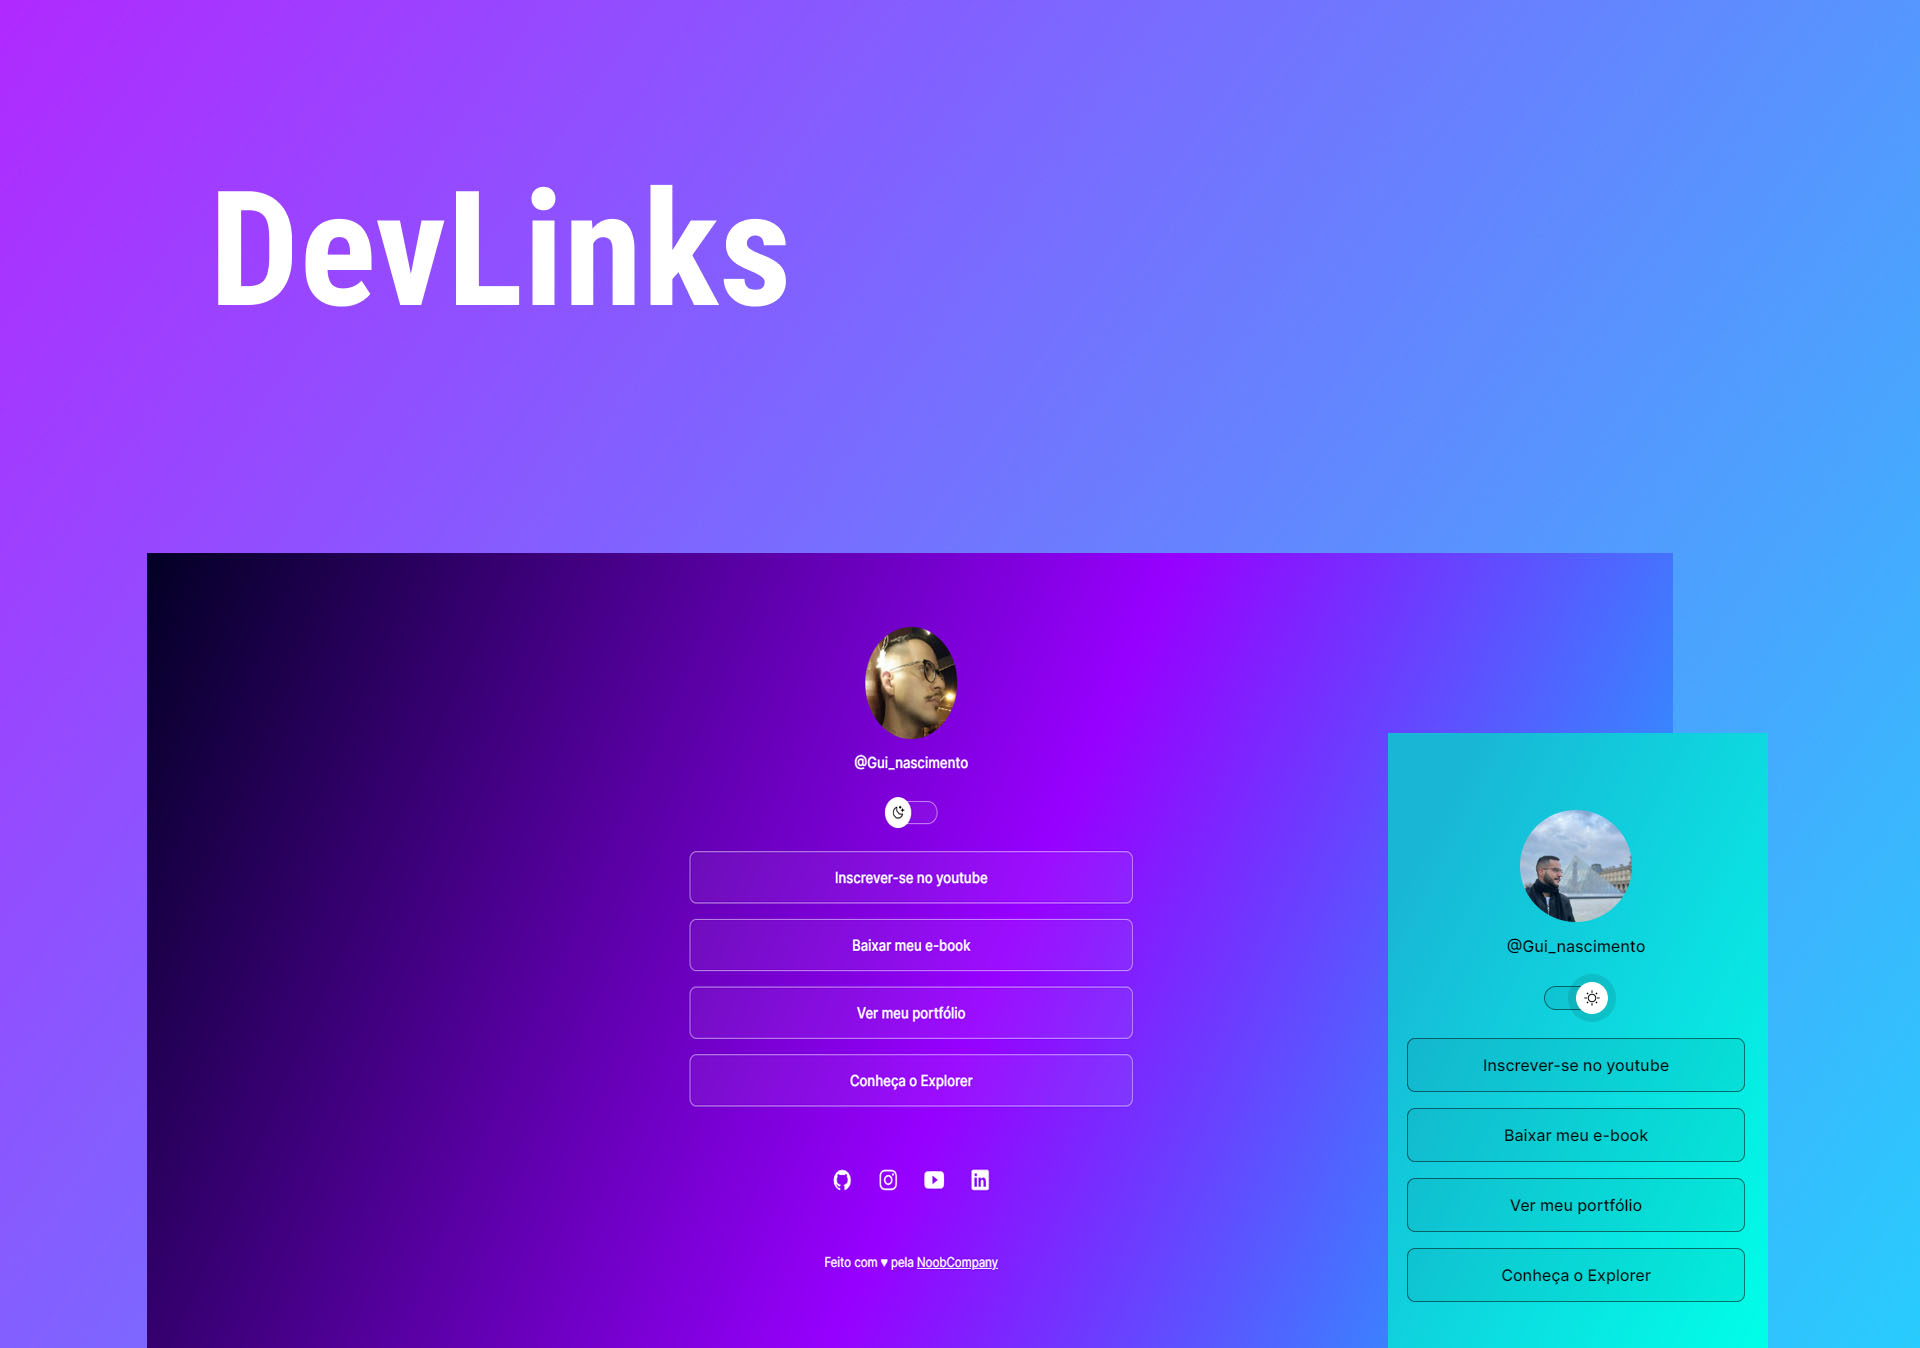 DevLinks
@Gui_nascimento
Inscrever-se no youtube
Baixar meu e-book
Ver meu portfólio
Conheça o Explorer
Feito com ♥ pela NoobCompany
@Gui_nascimento
Inscrever-se no youtube
Baixar meu e-book
Ver meu portfólio
Conheça o Explorer